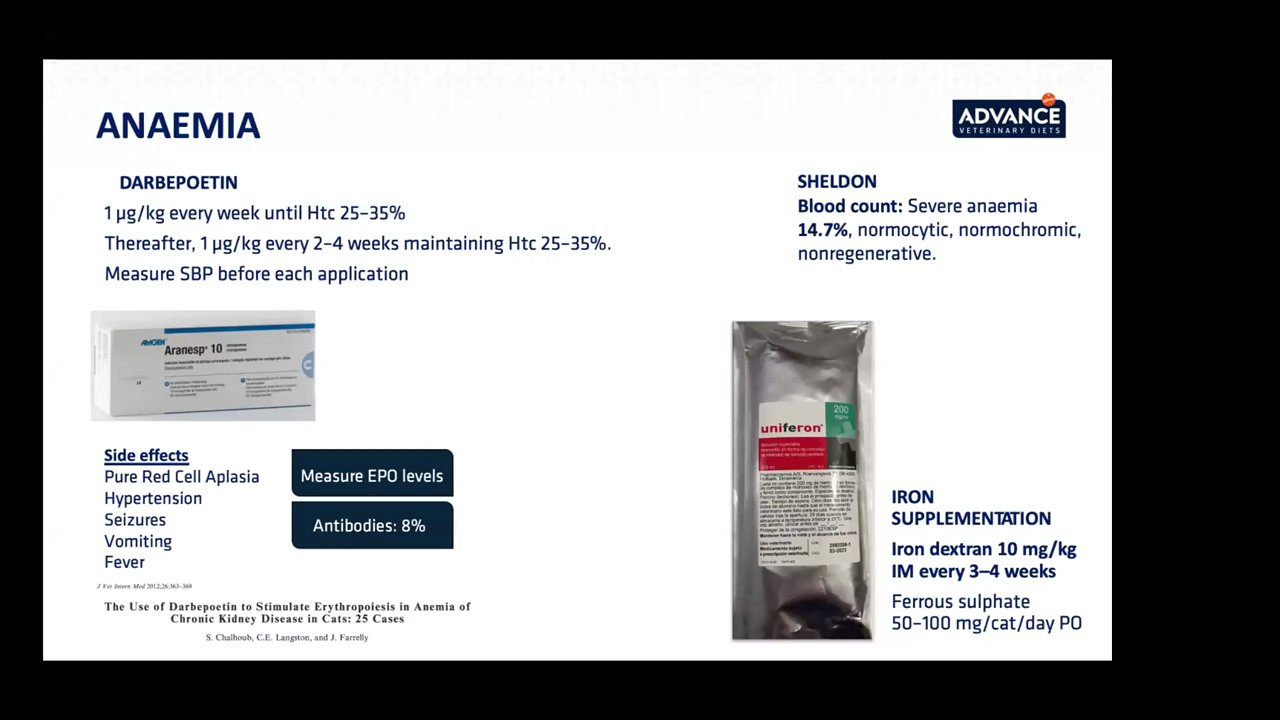 ANAEMIA
ADVANCE
VETERINARY DIETS
DARBEPOETIN
1 µg/kg every week until Htc 25–35%
Thereafter, 1 µg/kg every 2–4 weeks maintaining Htc 25–35%.
Measure SBP before each application
SHELDON
Blood count: Severe anaemia
14.7%, normocytic, normochromic,
nonregenerative.
AMGEN
Aranesp® 10
Side effects
Pure Red Cell Aplasia
Hypertension
Seizures
Vomiting
Fever
Measure EPO levels
Antibodies: 8%
J Vet Intern Med 2012;26:363–369
The Use of Darbepoetin to Stimulate Erythropoiesis in Anemia of
Chronic Kidney Disease in Cats: 25 Cases
S. Chalhoub, C.E. Langston, and J. Farrelly
200
mg/ml
uniferon®
IRON
SUPPLEMENTATION
Iron dextran 10 mg/kg
IM every 3–4 weeks
Ferrous sulphate
50–100 mg/cat/day PO